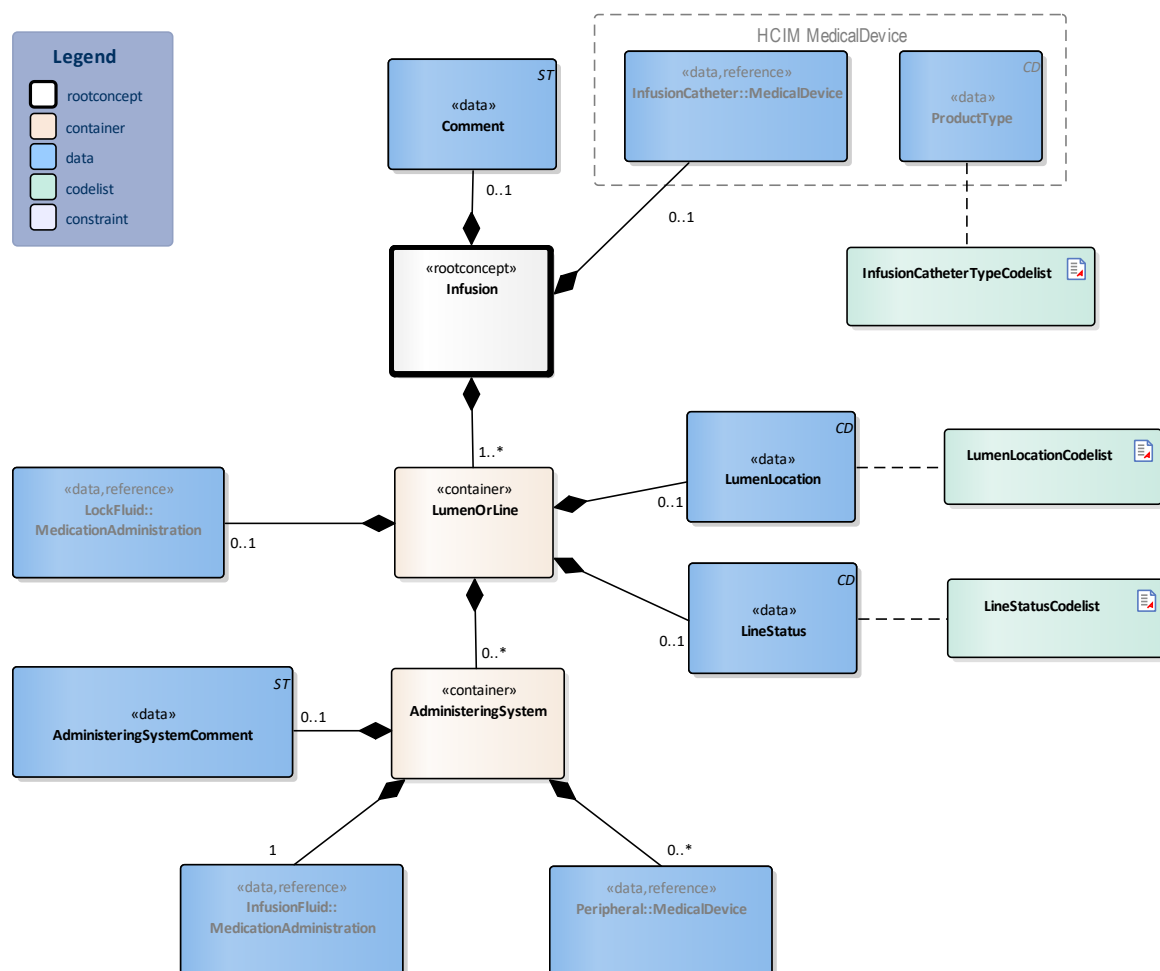 Legend
rootconcept
container
data
codelist
constraint
HCIM MedicalDevice
ST
«data»
Comment
«data,reference»
InfusionCatheter::MedicalDevice
CD
«data»
ProductType
0..1
0..1
InfusionCatheterTypeCodelist
«rootconcept»
Infusion
1..*
«data,reference»
LockFluid::
MedicationAdministration
0..1
«container»
LumenOrLine
CD
«data»
LumenLocation
0..1
LumenLocationCodelist
CD
«data»
LineStatus
0..1
LineStatusCodelist
0..*
ST
«data»
AdministeringSystemComment
0..1
«container»
AdministeringSystem
1
0..*
«data,reference»
InfusionFluid::
MedicationAdministration
«data,reference»
Peripheral::MedicalDevice